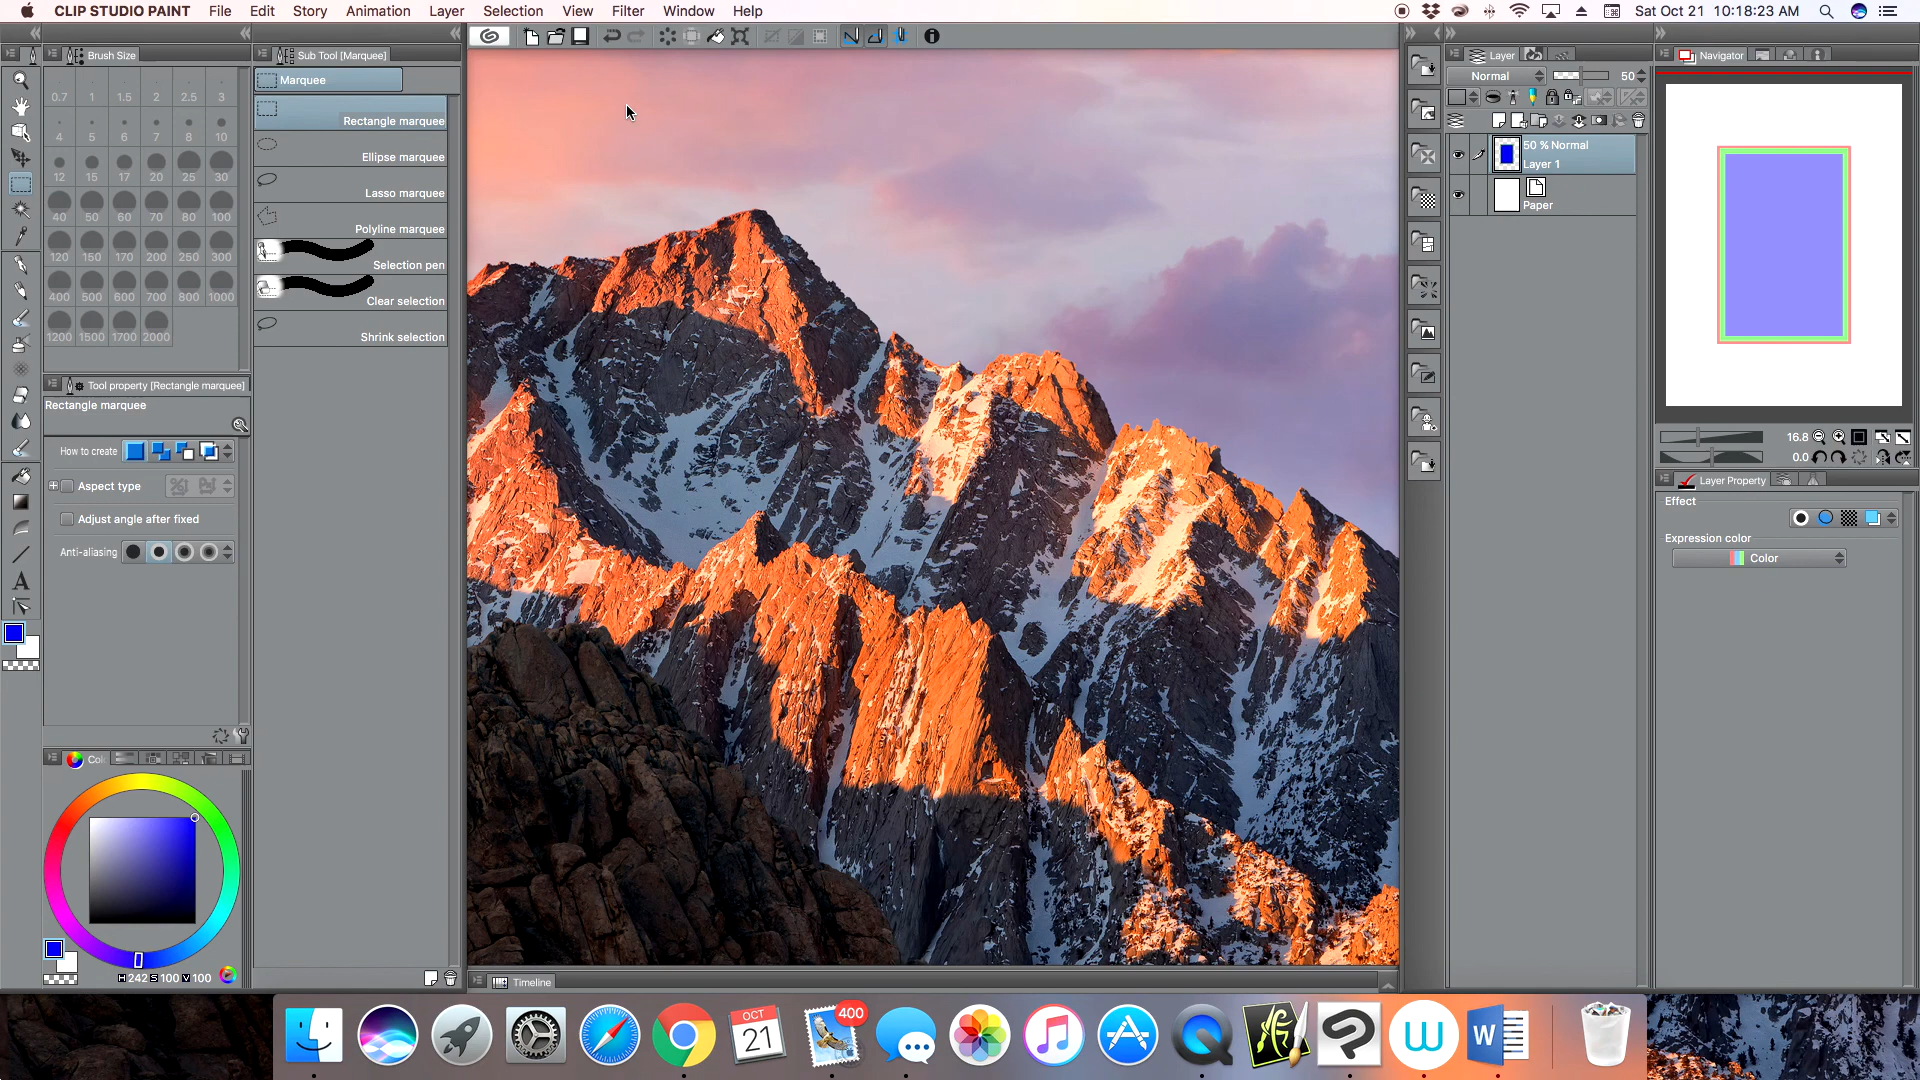 CLIP STUDIO PAINT File Edit Story Animation Layer Selection View Filter Window Help Sat Oct 21 10:18:23 AM
Brush Size
0.7 1 1.5 2 2.5 3
4 5 6 7 8 10
12 15 17 20 25 30
40 50 60 70 80 100
120 150 170 200 250 300
400 500 600 700 800 1000
1200 1500 1700 2000
Sub Tool [Marquee]
Marquee
Rectangle marquee
Ellipse marquee
Lasso marquee
Polyline marquee
Selection pen
Clear selection
Shrink selection
Tool property [Rectangle marquee]
Rectangle marquee
How to create
Aspect type
Adjust angle after fixed
Anti-aliasing
Col
H 242 S 100 V 100
Timeline
Layer
Normal 50
50 % Normal
Layer 1
Paper
Navigator
16.8
0.0
Layer Property
Effect
Expression color
Color
OCT
21
400
W